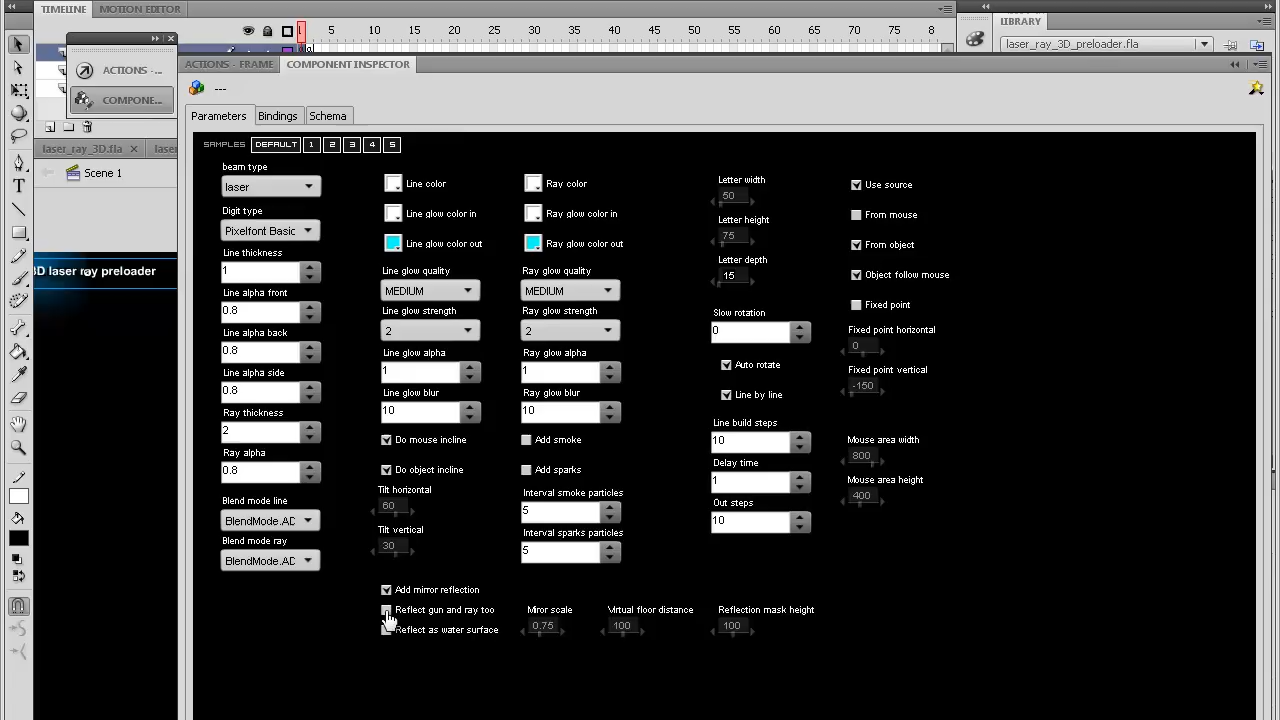 TIMELINE
MOTION EDITOR
1
5
10
15
20
25
30
35
40
45
50
55
60
65
70
75
8
LIBRARY
laser_ray_3D_preloader.fla
ACTIONS -...
COMPONE...
ACTIONS - FRAME
COMPONENT INSPECTOR
---
Parameters
Bindings
Schema
laser_ray_3D.fla
laser
Scene 1
3D laser ray preloader
SAMPLES
DEFAULT
1
2
3
4
5
beam type
laser
Digit type
Pixelfont Basic
Line thickness
1
Line alpha front
0.8
Line alpha back
0.8
Line alpha side
0.8
Ray thickness
2
Ray alpha
0.8
Blend mode line
BlendMode.AD
Blend mode ray
BlendMode.AD
Line color
Line glow color in
Line glow color out
Line glow quality
MEDIUM
Line glow strength
2
Line glow alpha
1
Line glow blur
10
Do mouse incline
Do object incline
Tilt horizontal
60
Tilt vertical
30
Add mirror reflection
Reflect gun and ray too
Reflect as water surface
Ray color
Ray glow color in
Ray glow color out
Ray glow quality
MEDIUM
Ray glow strength
2
Ray glow alpha
1
Ray glow blur
10
Add smoke
Add sparks
Interval smoke particles
5
Interval sparks particles
5
Miror scale
0.75
Virtual floor distance
100
Reflection mask height
100
Letter width
50
Letter height
75
Letter depth
15
Slow rotation
0
Auto rotate
Line by line
Line build steps
10
Delay time
1
Out steps
10
Use source
From mouse
From object
Object follow mouse
Fixed point
Fixed point horizontal
0
Fixed point vertical
-150
Mouse area width
800
Mouse area height
400